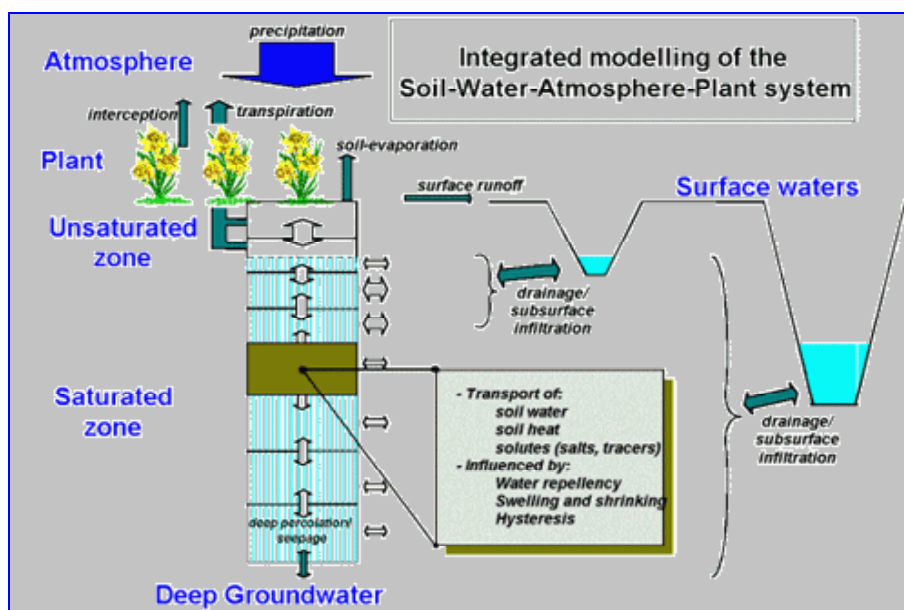 precipitation
Atmosphere
Integrated modelling of the
Soil-Water-Atmosphere-Plant system
interception
transpiration
Plant
soil-evaporation
surface runoff
Surface waters
Unsaturated
zone
drainage/
subsurface
infiltration
Saturated
zone
- Transport of:
soil water
soil heat
solutes (salts, tracers)
- Influenced by:
Water repellency
Swelling and shrinking
Hysteresis
drainage/
subsurface
infiltration
deep percolation/
seepage
Deep Groundwater